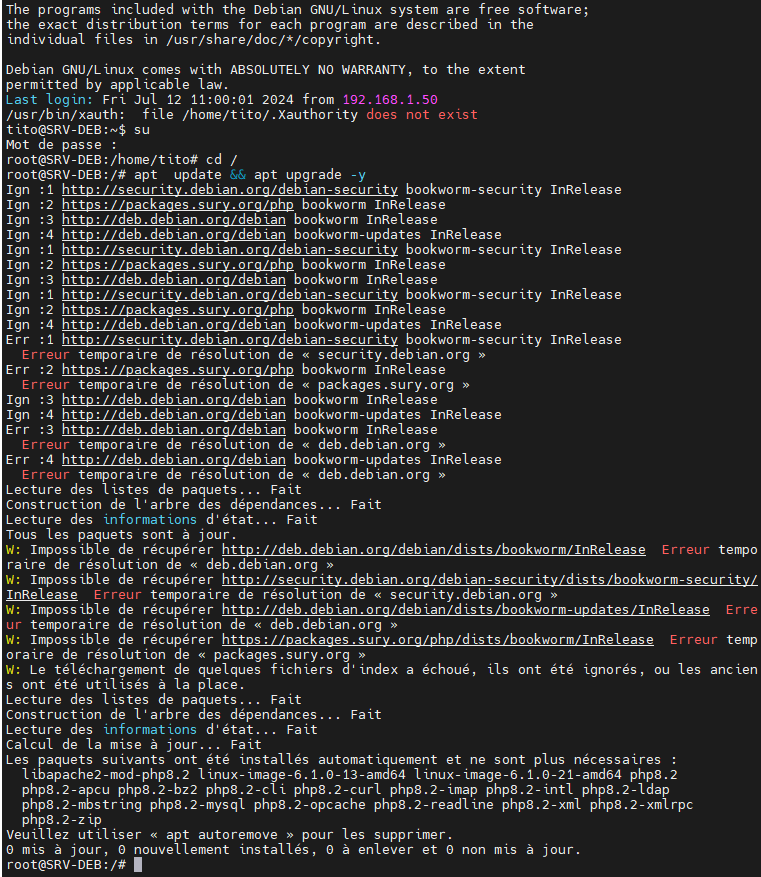 The programs included with the Debian GNU/Linux system are free software;
the exact distribution terms for each program are described in the
individual files in /usr/share/doc/*/copyright.
Debian GNU/Linux comes with ABSOLUTELY NO WARRANTY, to the extent
permitted by applicable law.
Last login: Fri Jul 12 11:00:01 2024 from 192.168.1.50
/usr/bin/xauth:  file /home/tito/.Xauthority does not exist
tito@SRV-DEB:~$ su
Mot de passe :
root@SRV-DEB:/home/tito# cd /
root@SRV-DEB:/# apt  update && apt upgrade -y
Ign :1 http://security.debian.org/debian-security bookworm-security InRelease
Ign :2 https://packages.sury.org/php bookworm InRelease
Ign :3 http://deb.debian.org/debian bookworm InRelease
Ign :4 http://deb.debian.org/debian bookworm-updates InRelease
Ign :1 http://security.debian.org/debian-security bookworm-security InRelease
Ign :2 https://packages.sury.org/php bookworm InRelease
Ign :3 http://deb.debian.org/debian bookworm InRelease
Ign :1 http://security.debian.org/debian-security bookworm-security InRelease
Ign :2 https://packages.sury.org/php bookworm InRelease
Ign :4 http://deb.debian.org/debian bookworm-updates InRelease
Err :1 http://security.debian.org/debian-security bookworm-security InRelease
  Erreur temporaire de résolution de « security.debian.org »
Err :2 https://packages.sury.org/php bookworm InRelease
  Erreur temporaire de résolution de « packages.sury.org »
Ign :3 http://deb.debian.org/debian bookworm InRelease
Ign :4 http://deb.debian.org/debian bookworm-updates InRelease
Err :3 http://deb.debian.org/debian bookworm InRelease
  Erreur temporaire de résolution de « deb.debian.org »
Err :4 http://deb.debian.org/debian bookworm-updates InRelease
  Erreur temporaire de résolution de « deb.debian.org »
Lecture des listes de paquets... Fait
Construction de l'arbre des dépendances... Fait
Lecture des informations d'état... Fait
Tous les paquets sont à jour.
W: Impossible de récupérer http://deb.debian.org/debian/dists/bookworm/InRelease  Erreur tempo
raire de résolution de « deb.debian.org »
W: Impossible de récupérer http://security.debian.org/debian-security/dists/bookworm-security/
InRelease  Erreur temporaire de résolution de « security.debian.org »
W: Impossible de récupérer http://deb.debian.org/debian/dists/bookworm-updates/InRelease  Erre
ur temporaire de résolution de « deb.debian.org »
W: Impossible de récupérer https://packages.sury.org/php/dists/bookworm/InRelease  Erreur temp
oraire de résolution de « packages.sury.org »
W: Le téléchargement de quelques fichiers d'index a échoué, ils ont été ignorés, ou les ancien
s ont été utilisés à la place.
Lecture des listes de paquets... Fait
Construction de l'arbre des dépendances... Fait
Lecture des informations d'état... Fait
Calcul de la mise à jour... Fait
Les paquets suivants ont été installés automatiquement et ne sont plus nécessaires :
  libapache2-mod-php8.2 linux-image-6.1.0-13-amd64 linux-image-6.1.0-21-amd64 php8.2
  php8.2-apcu php8.2-bz2 php8.2-cli php8.2-curl php8.2-imap php8.2-intl php8.2-ldap
  php8.2-mbstring php8.2-mysql php8.2-opcache php8.2-readline php8.2-xml php8.2-xmlrpc
  php8.2-zip
Veuillez utiliser « apt autoremove » pour les supprimer.
0 mis à jour, 0 nouvellement installés, 0 à enlever et 0 non mis à jour.
root@SRV-DEB:/#